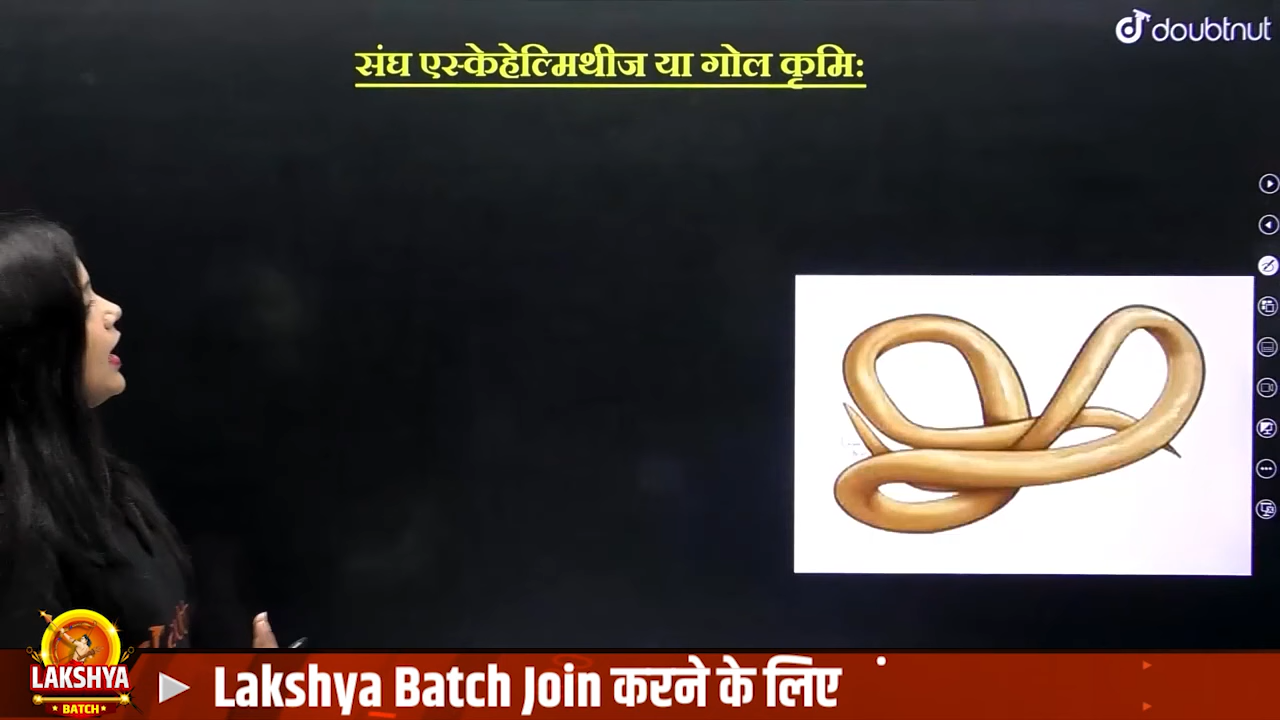 doubtnut
संघ एस्केहेल्मिथीज या गोल कृमि:
LAKSHYA
BATCH
Lakshya Batch Join करने के लिए